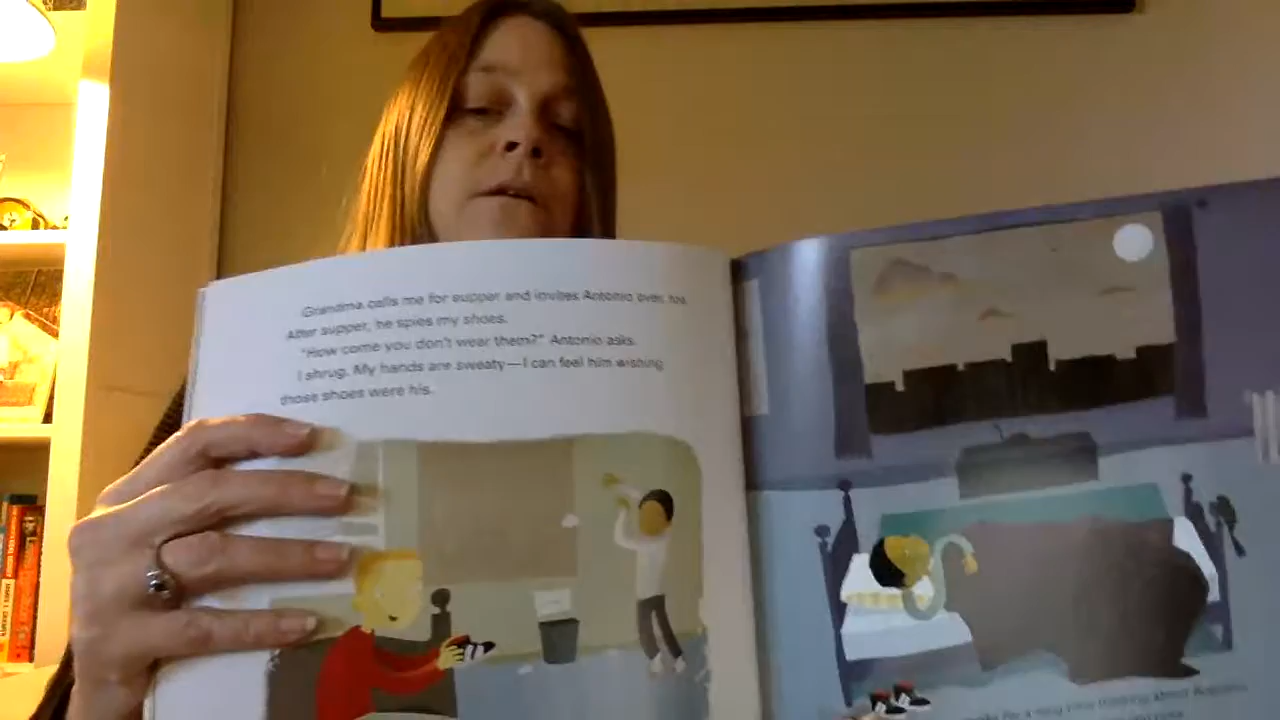 Grandma calls me for supper and invites Antonio over, too.
After supper, he spies my shoes.
"How come you don't wear them?" Antonio asks.
I shrug. My hands are sweaty—I can feel him wishing
those shoes were his.